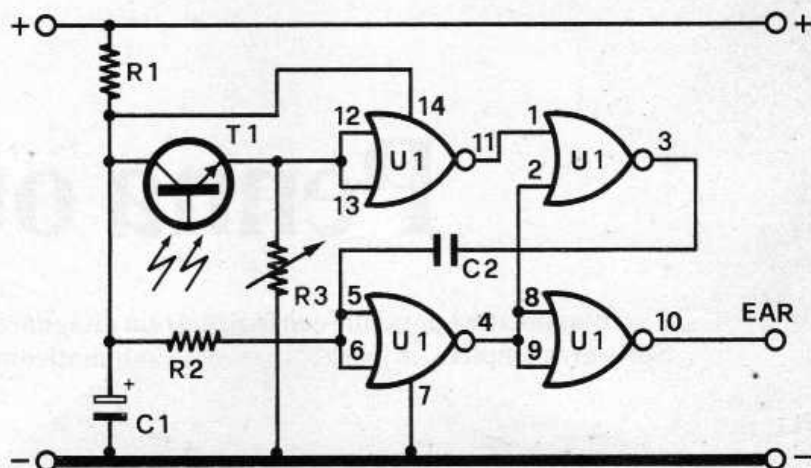 + +
R1
T1
14
12 11 1 3
U1 U1
13 2
C2
R3
5 4 8 10 EAR
U1 U1
6 9
R2
7
+
C1
− −